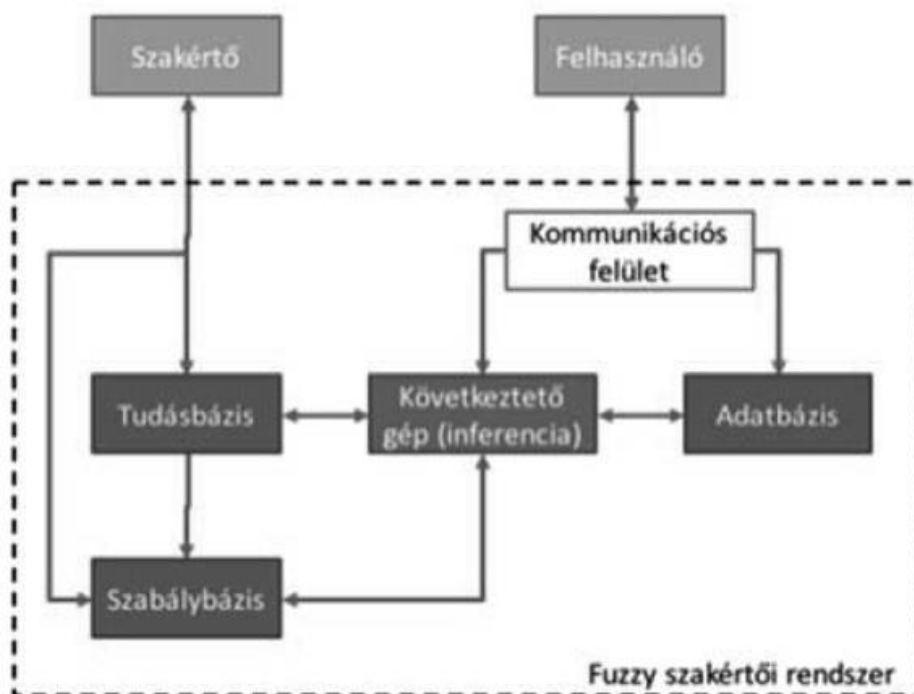 Szakértő
Felhasználó
Kommunikációs
felület
Tudásbázis
Következtető
gép (inferencia)
Adatbázis
Szabálybázis
Fuzzy szakértői rendszer